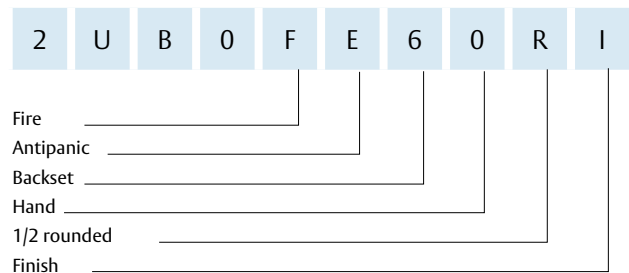 2 U B 0 F E 6 0 R I
Fire
Antipanic
Backset
Hand
1/2 rounded
Finish